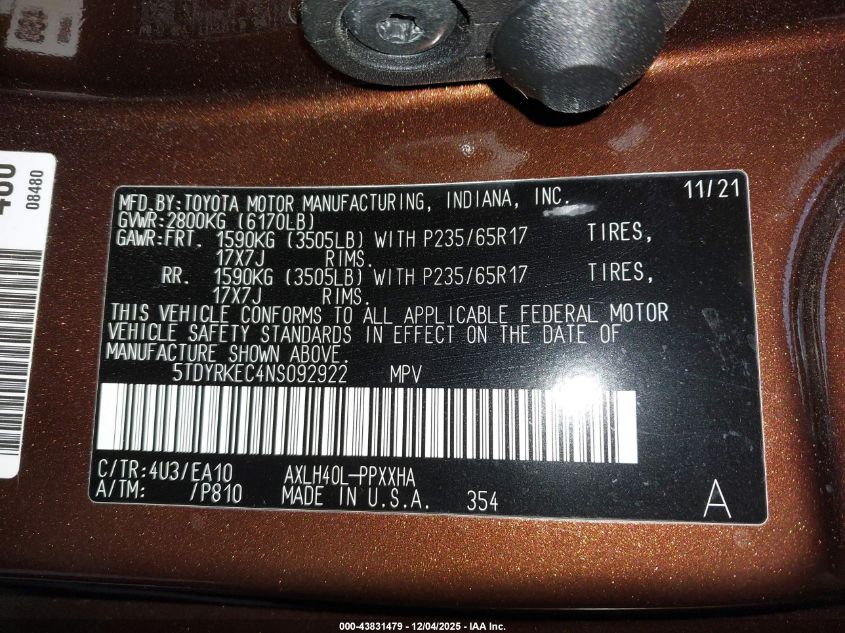 08480
MFD.BY:TOYOTA MOTOR MANUFACTURING, INDIANA, INC. 11/21
GVWR:2800KG (6170LB)
GAWR:FRT. 1590KG (3505LB) WITH P235/65R17 TIRES,
17X7J RIMS.
RR. 1590KG (3505LB) WITH P235/65R17 TIRES,
17X7J RIMS.
THIS VEHICLE CONFORMS TO ALL APPLICABLE FEDERAL MOTOR
VEHICLE SAFETY STANDARDS IN EFFECT ON THE DATE OF
MANUFACTURE SHOWN ABOVE.
5TDYRKEC4NS092922 MPV
C/TR:4U3/EA10 AXLH40L-PPXXHA
A/TM: /P810 MADE IN U.S.A. 354 A
000-43831479 - 12/04/2025 - IAA Inc.